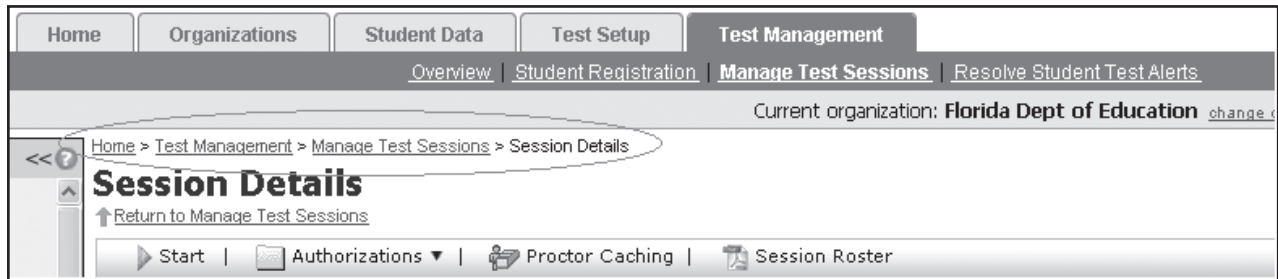 Home Organizations Student Data Test Setup Test Management
Overview | Student Registration | Manage Test Sessions | Resolve Student Test Alerts
Current organization: Florida Dept of Education change
<< ? Home > Test Management > Manage Test Sessions > Session Details
Session Details
Return to Manage Test Sessions
Start | Authorizations ▼ | Proctor Caching | Session Roster